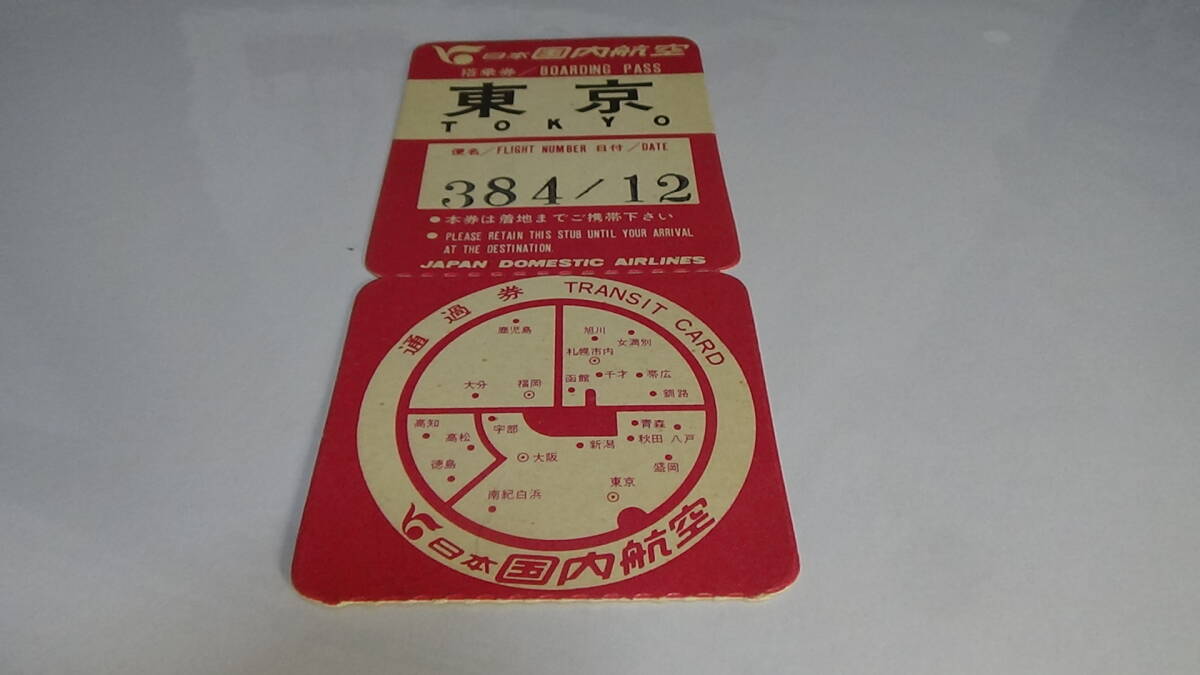 日本国内航空
搭乗券/BOARDING PASS
東京
TOKYO
便名/FLIGHT NUMBER 日付/DATE
384/12
●本券は着地までご携帯下さい
● PLEASE RETAIN THIS STUB UNTIL YOUR ARRIVAL
AT THE DESTINATION.
JAPAN DOMESTIC AIRLINES
通過券 TRANSIT CARD
鹿児島
旭川
女満別
札幌市内
大分
福岡
函館
千才
帯広
釧路
高知
高松
徳島
宇部
大阪
南紀白浜
新潟
青森
秋田
八戸
盛岡
東京
日本国内航空